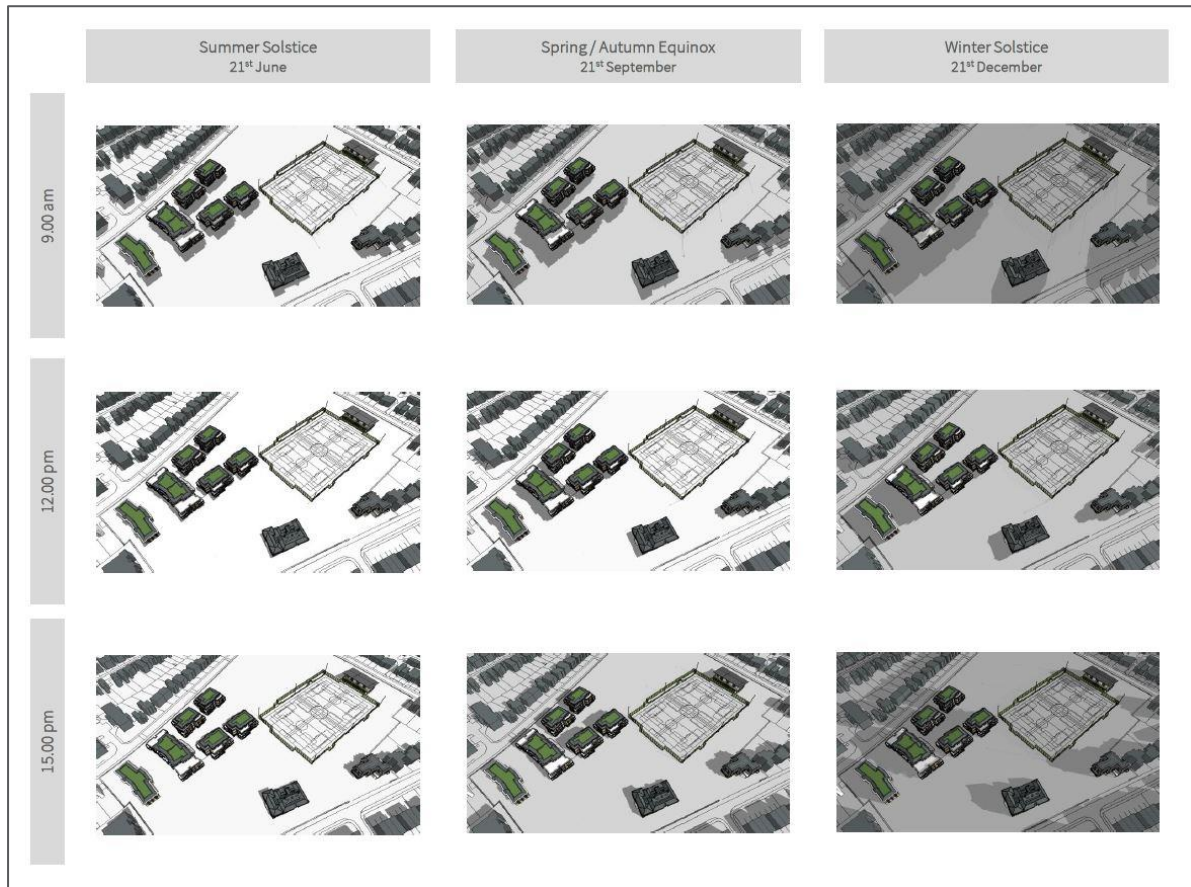 Summer Solstice
21st June
Spring / Autumn Equinox
21st September
Winter Solstice
21st December
9.00 am
12.00 pm
15.00 pm